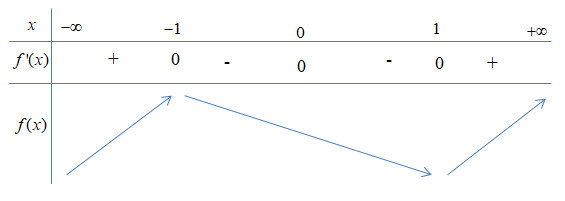 x −∞ −1 0 1 +∞
f'(x) + 0 - 0 - 0 +
f(x)